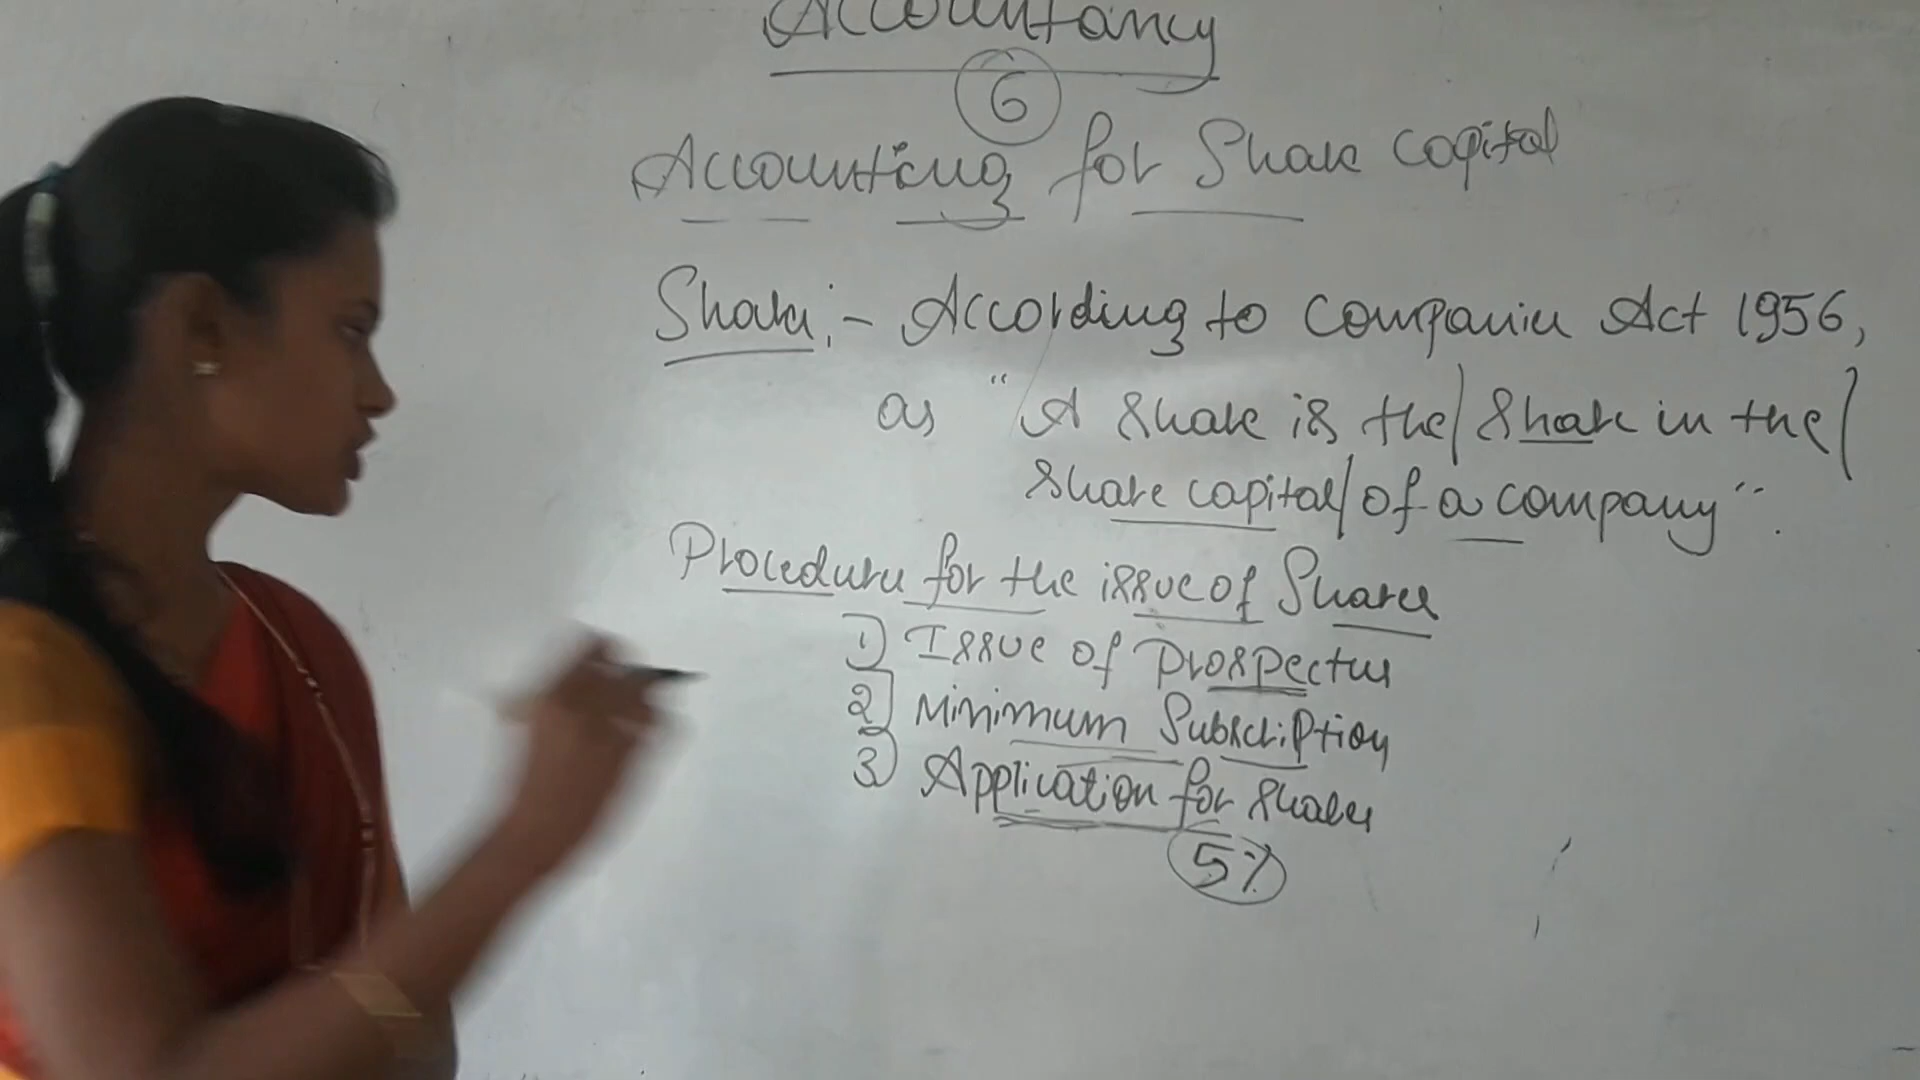 Accountancy
6
Accounting for Share capital
Share :- According to Companies Act 1956,
as "A share is the share in the
share capital of a company".
Procedure for the issue of Shares
1) Issue of Prospectus
2) Minimum Subscription
3) Application for shares
5%